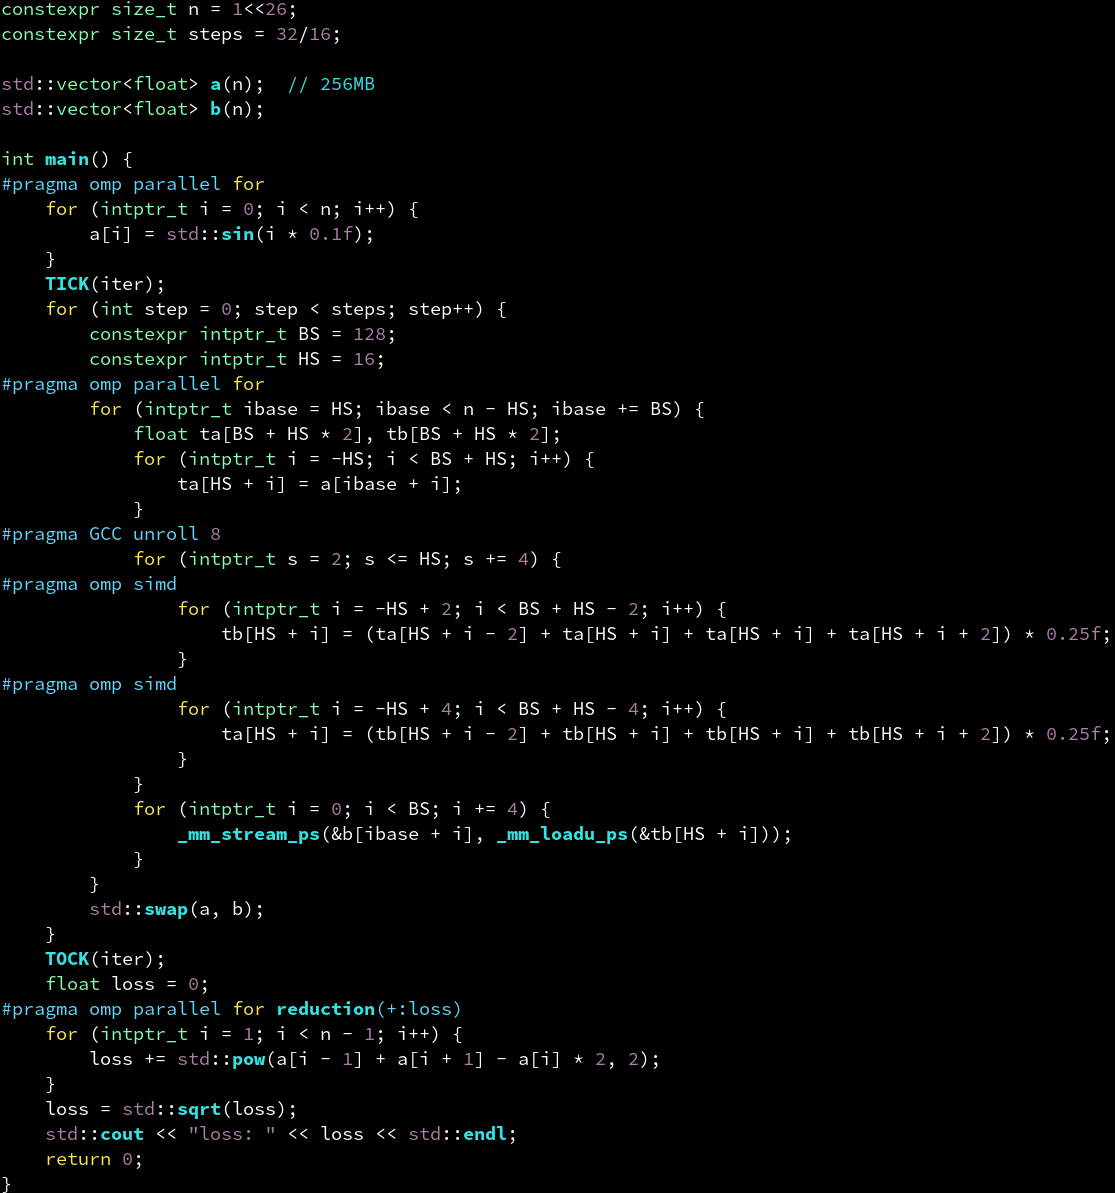 constexpr size_t n = 1<<26;
constexpr size_t steps = 32/16;

std::vector<float> a(n);  // 256MB
std::vector<float> b(n);

int main() {
#pragma omp parallel for
    for (intptr_t i = 0; i < n; i++) {
        a[i] = std::sin(i * 0.1f);
    }
    TICK(iter);
    for (int step = 0; step < steps; step++) {
        constexpr intptr_t BS = 128;
        constexpr intptr_t HS = 16;
#pragma omp parallel for
        for (intptr_t ibase = HS; ibase < n - HS; ibase += BS) {
            float ta[BS + HS * 2], tb[BS + HS * 2];
            for (intptr_t i = -HS; i < BS + HS; i++) {
                ta[HS + i] = a[ibase + i];
            }
#pragma GCC unroll 8
            for (intptr_t s = 2; s <= HS; s += 4) {
#pragma omp simd
                for (intptr_t i = -HS + 2; i < BS + HS - 2; i++) {
                    tb[HS + i] = (ta[HS + i - 2] + ta[HS + i] + ta[HS + i] + ta[HS + i + 2]) * 0.25f;
                }
#pragma omp simd
                for (intptr_t i = -HS + 4; i < BS + HS - 4; i++) {
                    ta[HS + i] = (tb[HS + i - 2] + tb[HS + i] + tb[HS + i] + tb[HS + i + 2]) * 0.25f;
                }
            }
            for (intptr_t i = 0; i < BS; i += 4) {
                _mm_stream_ps(&b[ibase + i], _mm_loadu_ps(&tb[HS + i]));
            }
        }
        std::swap(a, b);
    }
    TOCK(iter);
    float loss = 0;
#pragma omp parallel for reduction(+:loss)
    for (intptr_t i = 1; i < n - 1; i++) {
        loss += std::pow(a[i - 1] + a[i + 1] - a[i] * 2, 2);
    }
    loss = std::sqrt(loss);
    std::cout << "loss: " << loss << std::endl;
    return 0;
}